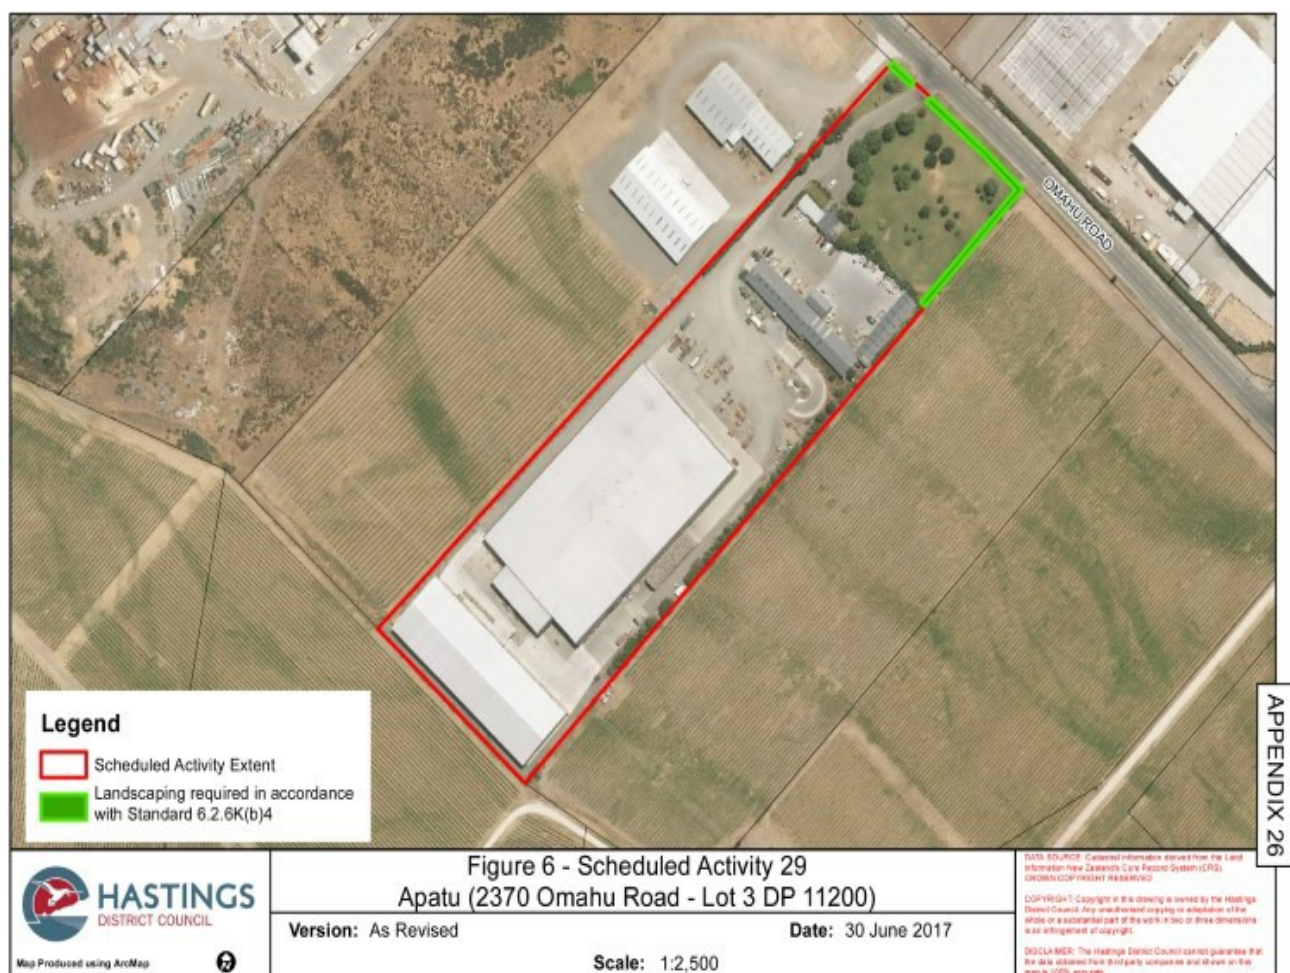 OMAHU ROAD
Legend
Scheduled Activity Extent
Landscaping required in accordance
with Standard 6.2.6K(b)4
APPENDIX 26
HASTINGS
DISTRICT COUNCIL
Map Produced using ArcMap
Figure 6 - Scheduled Activity 29
Apatu (2370 Omahu Road - Lot 3 DP 11200)
Version: As Revised
Date: 30 June 2017
Scale: 1:2,500
DATA SOURCE: Cadastral information derived from the Land
Information New Zealand's Core Record System (CRS).
CROWN COPYRIGHT RESERVED
COPYRIGHT: Copyright in this drawing is owned by the Hastings
District Council. Any unauthorised copying or adaptation of the
whole or a substantial part of the work in two or three dimensions
is an infringement of copyright.
DISCLAIMER: The Hastings District Council cannot guarantee that
the data obtained from third party companies and shown on this
map is 100% accurate.